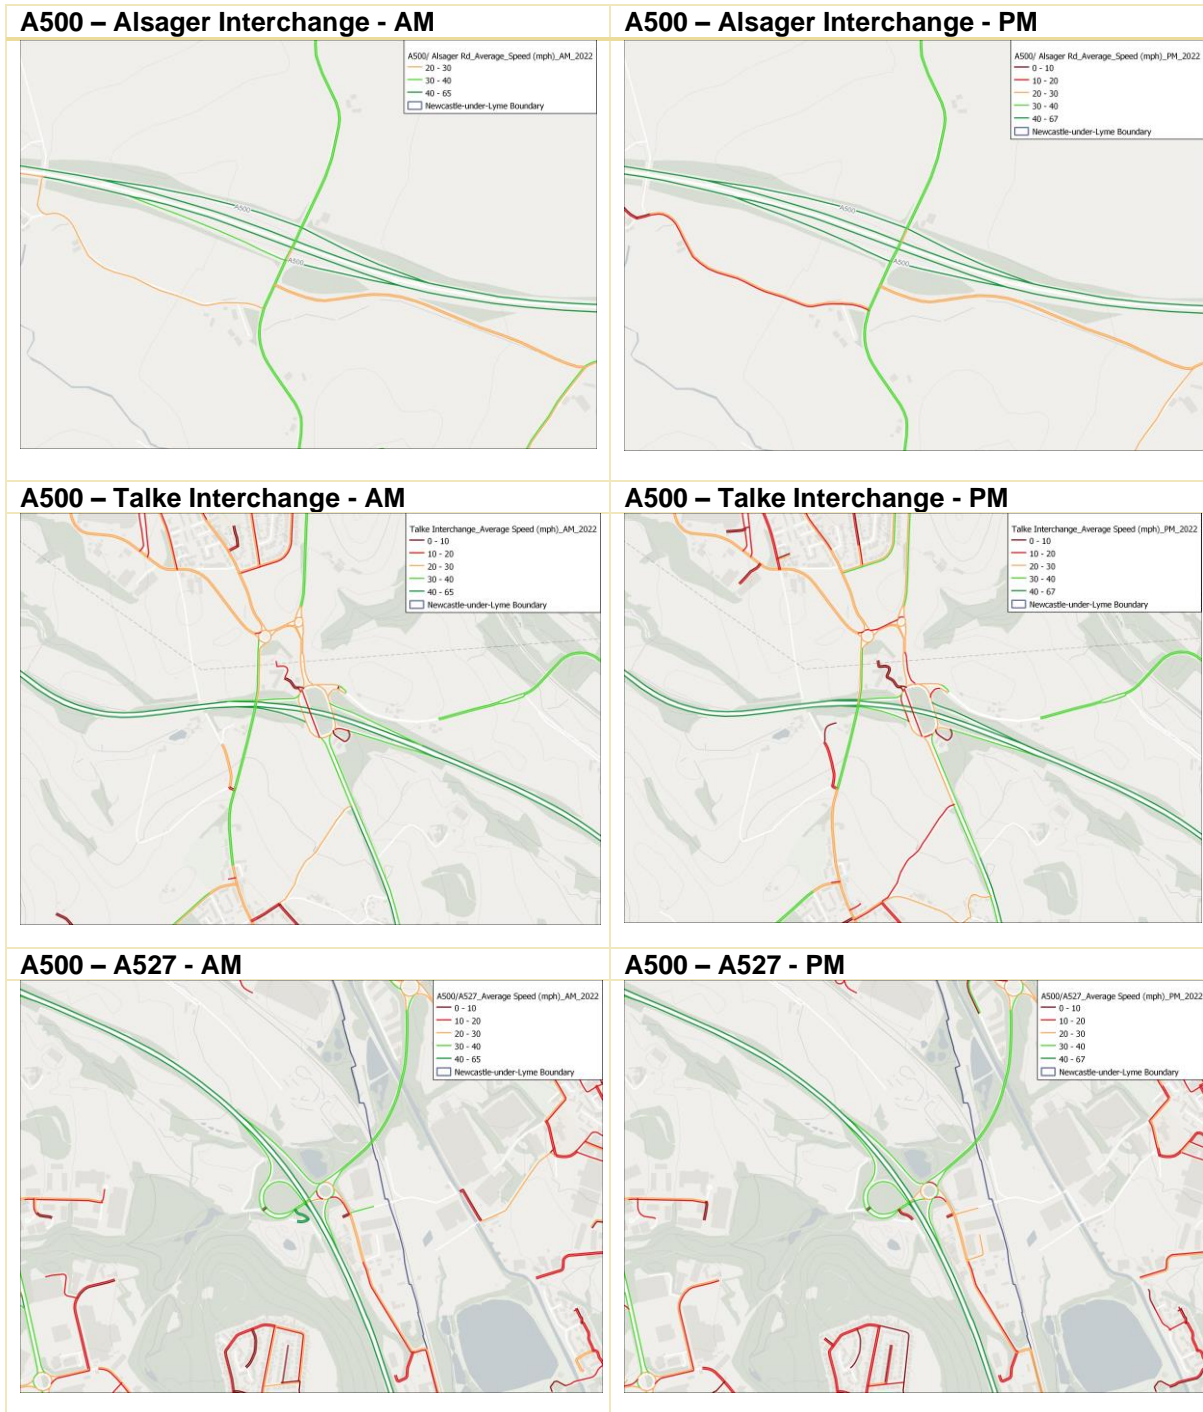 A500 – Alsager Interchange - AM
A500/ Alsager Rd_Average_Speed (mph)_AM_2022
20 - 30
30 - 40
40 - 65
Newcastle-under-Lyme Boundary
A500
A500
A500 – Alsager Interchange - PM
A500/ Alsager Rd_Average Speed (mph)_PM_2022
0 - 10
10 - 20
20 - 30
30 - 40
40 - 67
Newcastle-under-Lyme Boundary
A500
A500
A500 – Talke Interchange - AM
Talke Interchange_Average Speed (mph)_AM_2022
0 - 10
10 - 20
20 - 30
30 - 40
40 - 65
Newcastle-under-Lyme Boundary
A500 – Talke Interchange - PM
Talke Interchange_Average Speed (mph)_PM_2022
0 - 10
10 - 20
20 - 30
30 - 40
40 - 67
Newcastle-under-Lyme Boundary
A500 – A527 - AM
A500/A527_Average Speed (mph)_AM_2022
0 - 10
10 - 20
20 - 30
30 - 40
40 - 65
Newcastle-under-Lyme Boundary
A500 – A527 - PM
A500/A527_Average Speed (mph)_PM_2022
0 - 10
10 - 20
20 - 30
30 - 40
40 - 67
Newcastle-under-Lyme Boundary